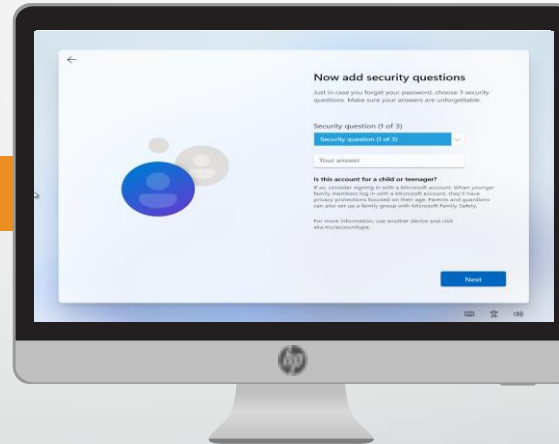 Now add security questions
Just in case you forget your password, choose 3 security
questions. Make sure your answers are unforgettable.
Security question (1 of 3)
Security question (1 of 3)
Your answer
Is this account for a child or teenager?
If so, consider signing in with a Microsoft account. When younger
family members log in with a Microsoft account, they'll have
privacy protections focused on their age. Parents and guardians
can also set up a family group with Microsoft Family Safety.
For more information, use another device and visit
aka.ms/accounttype.
Next
hp